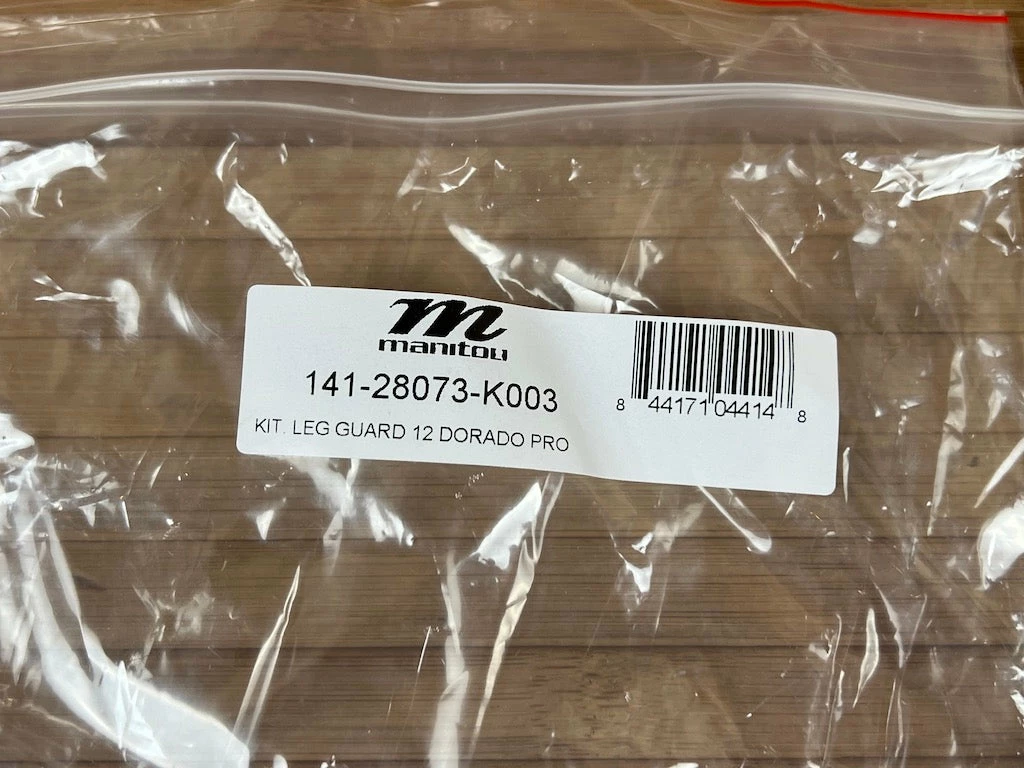 m
manitou
141-28073-K003
KIT. LEG GUARD 12 DORADO PRO
8 44171 04414 8